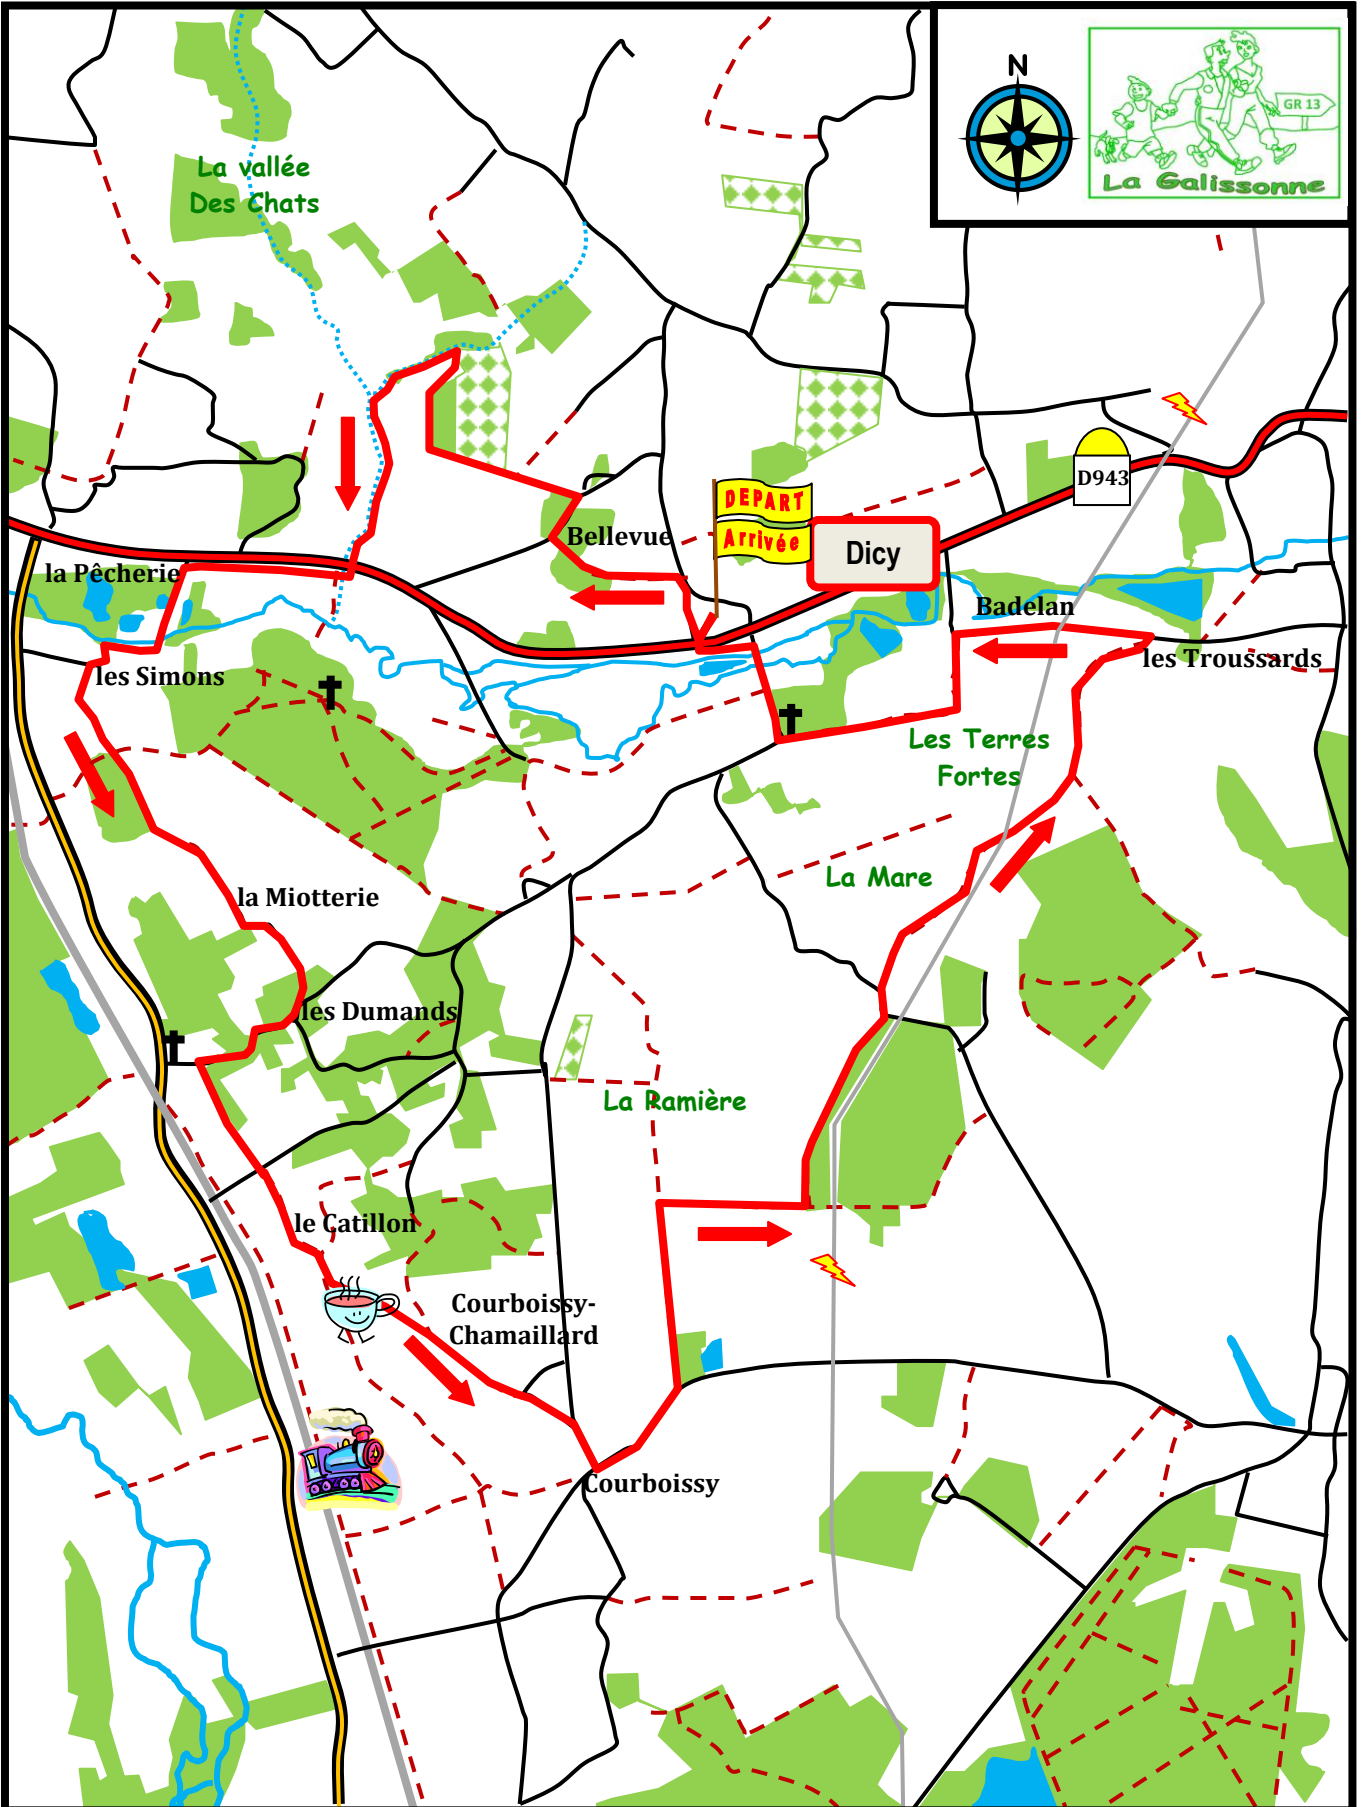 N
GR 13
La Galissonne
La vallée
Des Chats
D943
DEPART
Arrivée
Dicy
Bellevue
la Pêcherie
Badelan
les Simons
les Troussards
Les Terres
Fortes
La Mare
la Miotterie
les Dumands
La Ramière
le Catillon
Courboissy-
Chamaillard
Courboissy